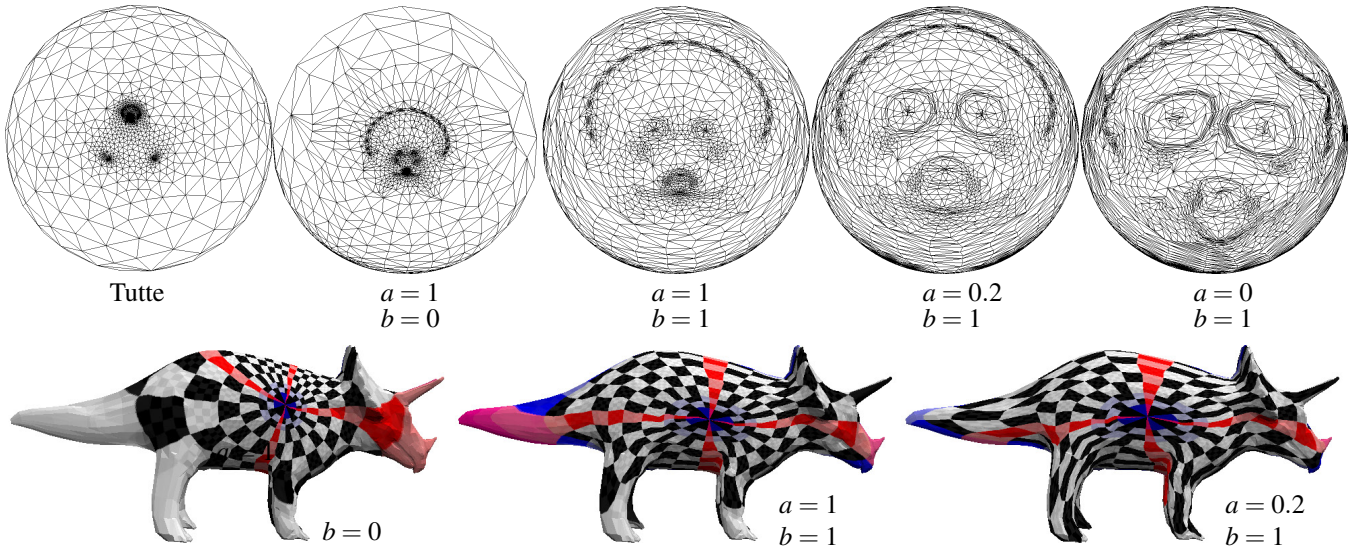 Tutte
a = 1
b = 0
a = 1
b = 1
a = 0.2
b = 1
a = 0
b = 1
b = 0
a = 1
b = 1
a = 0.2
b = 1